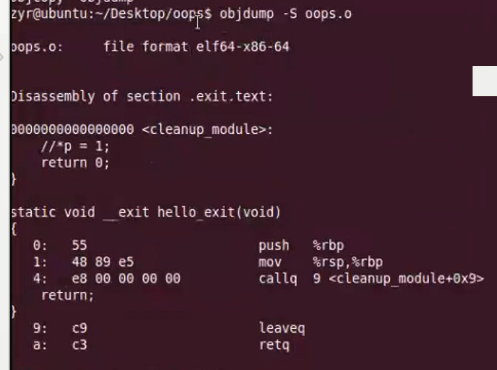 zyr@ubuntu:~/Desktop/oops$ objdump -S oops.o
oops.o:     file format elf64-x86-64
Disassembly of section .exit.text:
0000000000000000 <cleanup_module>:
    //*p = 1;
    return 0;
}
static void __exit hello_exit(void)
{
   0:   55                      push   %rbp
   1:   48 89 e5                mov    %rsp,%rbp
   4:   e8 00 00 00 00          callq  9 <cleanup_module+0x9>
    return;
}
   9:   c9                      leaveq
   a:   c3                      retq